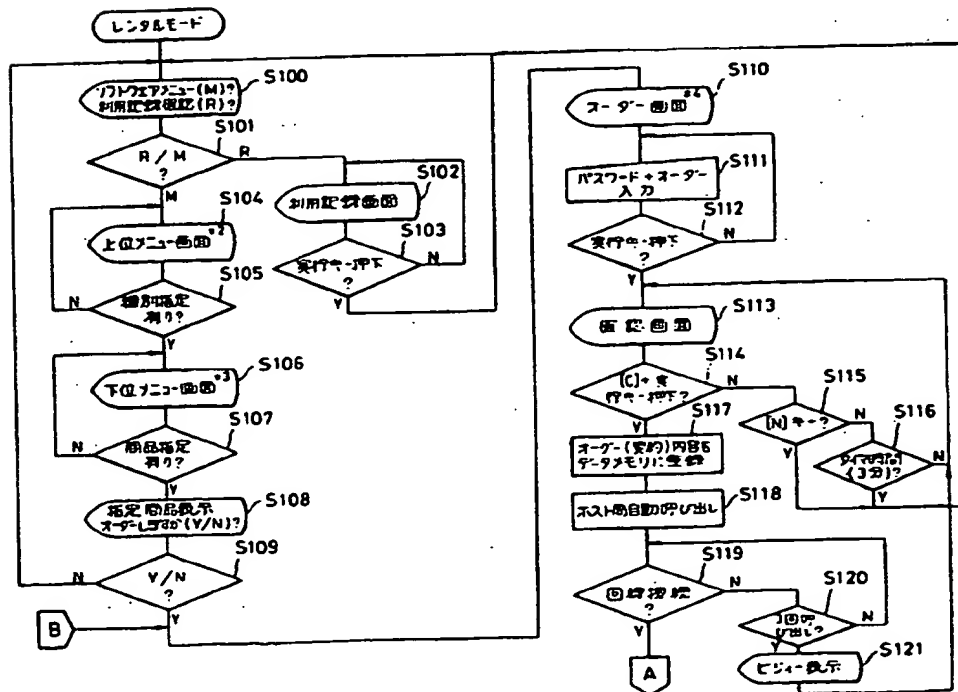 レンタルモード
S100
ソフトウェアメニュー(M)?
利用記録確認(R)?
S101
R/M
?
R
M
S102
利用記録画面
S103
実行キー押下
?
N
Y
S104
上位メニュー画面*2
S105
種別指定
有り?
N
Y
S106
下位メニュー画面*3
S107
商品指定
有り?
N
Y
S108
指定商品表示
オーダーしますか(Y/N)?
S109
Y/N
?
N
Y
B
S110
オーダー画面
S111
パスワード+オーダー
入力
S112
実行キー押下
?
N
Y
S113
確認画面
S114
[C]+実
行キー押下?
N
Y
S115
[N]キー?
N
Y
S116
タイマ時間
(3分)?
N
Y
S117
オーダー(契約)内容を
データメモリに登録
S118
ホスト局自動呼び出し
S119
回線接続
?
N
Y
S120
3回呼
び出し?
N
Y
S121
ビジィー表示
A